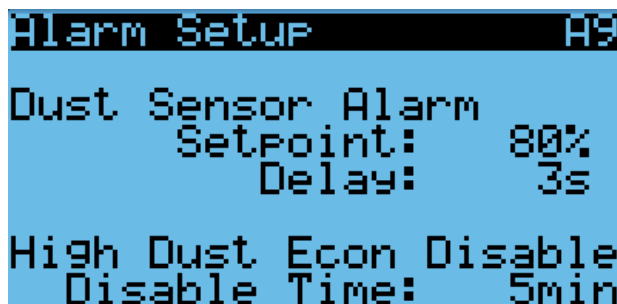 Alarm Setup A9
Dust Sensor Alarm
Setpoint: 80%
Delay: 3s
High Dust Econ Disable
Disable Time: 5min